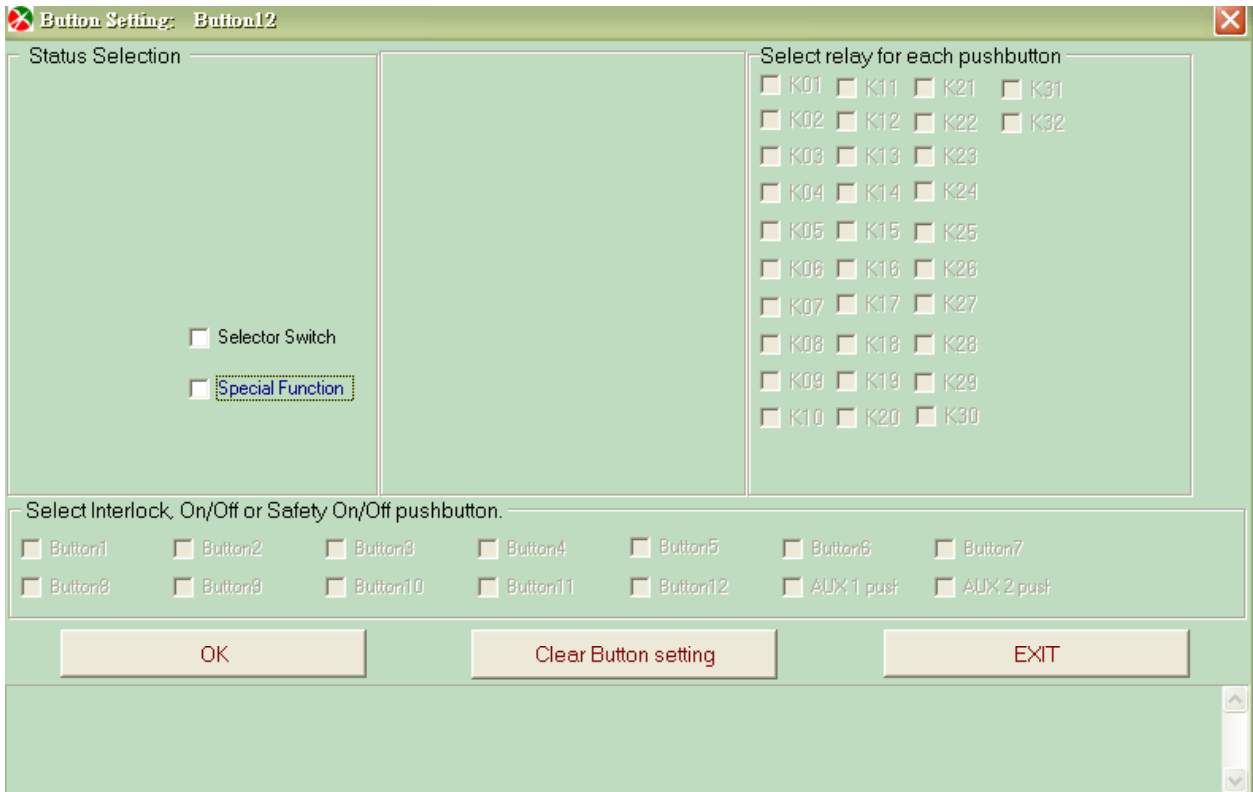 Button Setting: Button12
Status Selection
Select relay for each pushbutton
K01 K11 K21 K31
K02 K12 K22 K32
K03 K13 K23
K04 K14 K24
K05 K15 K25
K06 K16 K26
K07 K17 K27
Selector Switch
K08 K18 K28
Special Function
K09 K19 K29
K10 K20 K30
Select Interlock, On/Off or Safety On/Off pushbutton.
Button1 Button2 Button3 Button4 Button5 Button6 Button7
Button8 Button9 Button10 Button11 Button12 AUX 1 push AUX 2 push
OK Clear Button setting EXIT